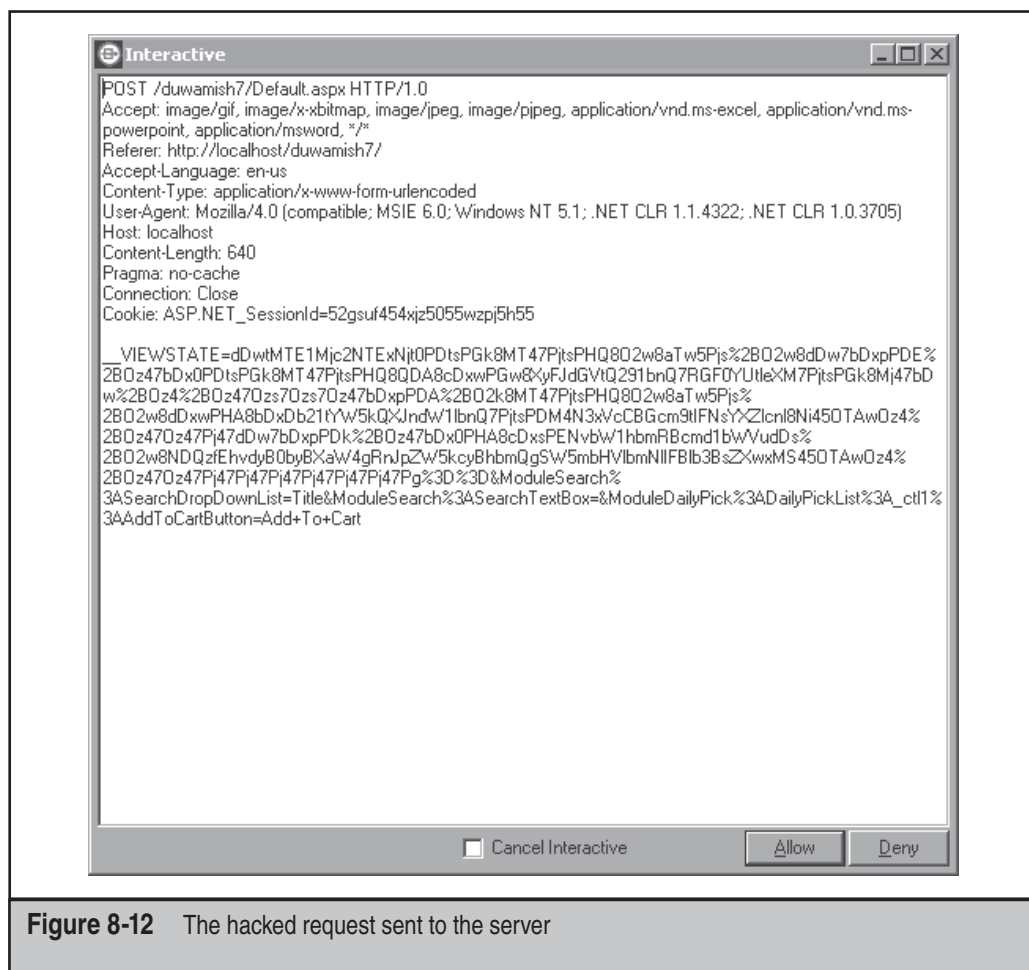 Interactive
POST /duwamish7/Default.aspx HTTP/1.0
Accept: image/gif, image/x-xbitmap, image/jpeg, image/pjpeg, application/vnd.ms-excel, application/vnd.ms-
powerpoint, application/msword, */*
Referer: http://localhost/duwamish7/
Accept-Language: en-us
Content-Type: application/x-www-form-urlencoded
User-Agent: Mozilla/4.0 (compatible; MSIE 6.0; Windows NT 5.1; .NET CLR 1.1.4322; .NET CLR 1.0.3705)
Host: localhost
Content-Length: 640
Pragma: no-cache
Connection: Close
Cookie: ASP.NET_SessionId=52gsuf454xjz5055wzpj5h55
__VIEWSTATE=dDwtMTE1Mjc2NTExNjt0PDtsPGk8MT47PjtsPHQ8O2w8aTw5Pjs%2BO2w8dDw7bDxpPDE%
2BOz47bDx0PDtsPGk8MT47PjtsPHQ8QDA8cDxwPGw8XyFJdGVtQ291bnQ7RGF0YUtleXM7PjtsPGk8Mj47bD
w%2BOz4%2BOz47Ozs7Ozs7Oz47bDxpPDA%2BO2k8MT47PjtsPHQ8O2w8aTw5Pjs%
2BO2w8dDxwPHA8bDxDb21tYW5kQXJndW1lbnQ7PjtsPDM4N3xVcCBGcm9tIFNsYXZlcnl8Ni45OTAwOz4%
2BOz47Oz47Pj47dDw7bDxpPDk%2BOz47bDx0PHA8cDxsPENvbW1hbmRBcmd1bWVudDs%
2BO2w8NDQzfEhvdyB0byBXaW4gRnJpZW5kcyBhbmQgSW5mbHVlbmNlIFBlb3BsZXwxMS45OTAwOz4%
2BOz47Oz47Pj47Pj47Pj47Pj47Pj47Pj47Pg%3D%3D&ModuleSearch%
3ASearchDropDownList=Title&ModuleSearch%3ASearchTextBox=&ModuleDailyPick%3ADailyPickList%3A_ctl1%
3AAddToCartButton=Add+To+Cart
Cancel Interactive
Allow
Deny
Figure 8-12 The hacked request sent to the server